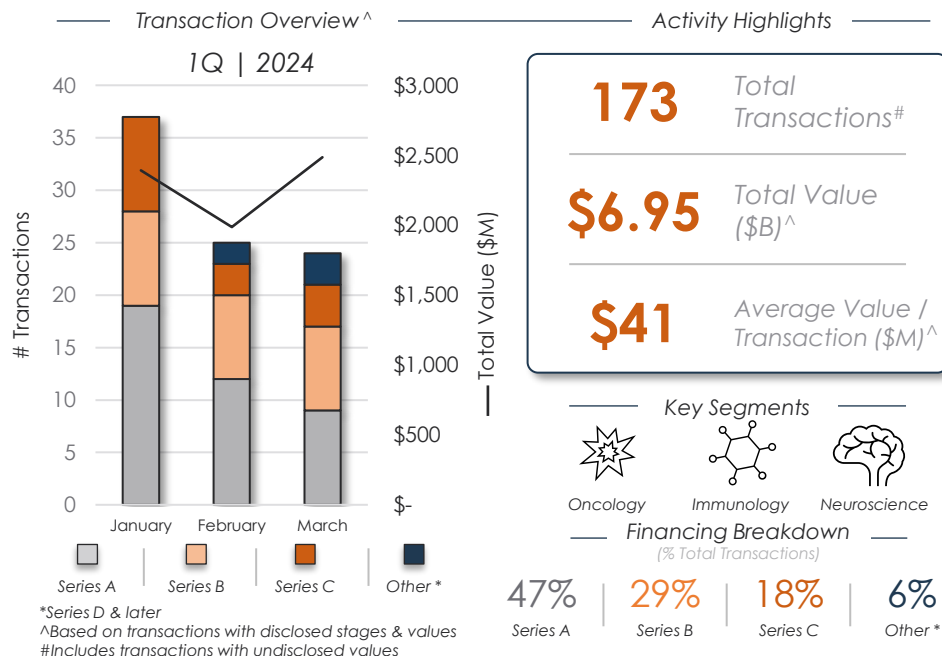 Transaction Overview^
1Q | 2024
# Transactions
40
35
30
25
20
15
10
5
0
$3,000
$2,500
$2,000
$1,500
$1,000
$500
$-
Total Value ($M)
January
February
March
Series A
Series B
Series C
Other *
*Series D & later
^Based on transactions with disclosed stages & values
#Includes transactions with undisclosed values
Activity Highlights
173
Total
Transactions#
$6.95
Total Value
($B)^
$41
Average Value /
Transaction ($M)^
Key Segments
Oncology
Immunology
Neuroscience
Financing Breakdown
(% Total Transactions)
47%
29%
18%
6%
Series A
Series B
Series C
Other *